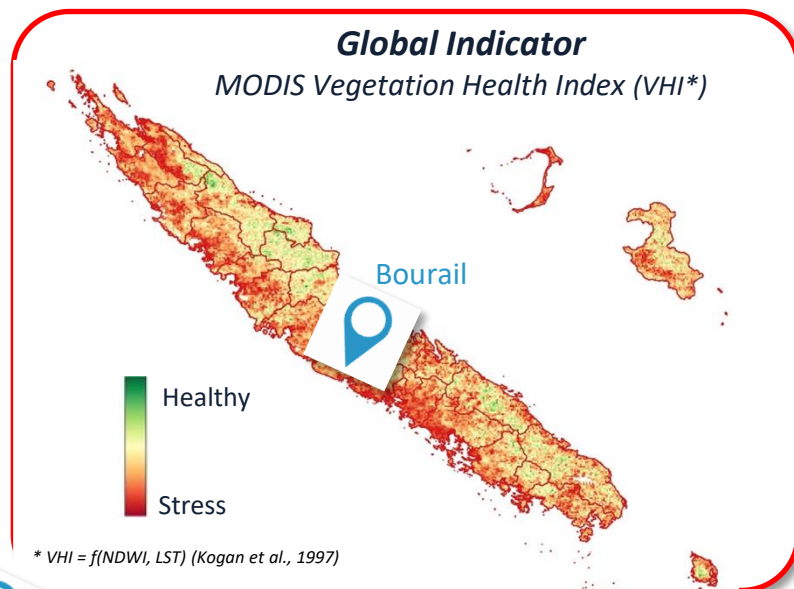 Global Indicator
MODIS Vegetation Health Index (VHI*)
Bourail
Healthy
Stress
* VHI = f(NDWI, LST) (Kogan et al., 1997)